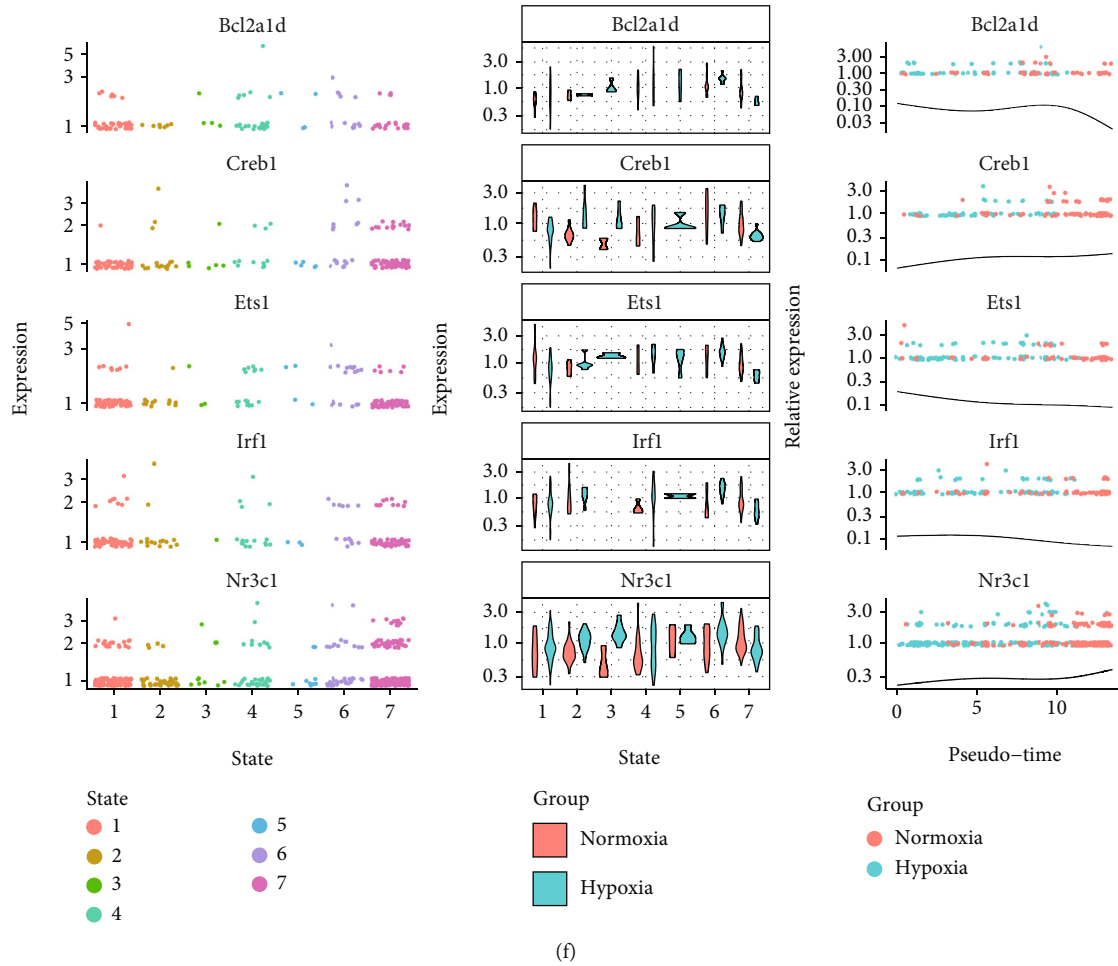 Bcl2a1d
5
3
1
Creb1
3
2
1
Ets1
5
3
1
Irf1
3
2
1
Nr3c1
3
2
1
1 2 3 4 5 6 7
Expression
State
State
1
2
3
4
5
6
7
Bcl2a1d
3.0
1.0
0.3
Creb1
3.0
1.0
0.3
Ets1
3.0
1.0
0.3
Irf1
3.0
1.0
0.3
Nr3c1
3.0
1.0
0.3
1 2 3 4 5 6 7
Expression
State
Group
Normoxia
Hypoxia
Bcl2a1d
3.00
1.00
0.30
0.10
0.03
Creb1
3.0
1.0
0.3
0.1
Ets1
3.0
1.0
0.3
0.1
Irf1
3.0
1.0
0.3
0.1
Nr3c1
3.0
1.0
0.3
0 5 10
Relative expression
Pseudo−time
Group
Normoxia
Hypoxia
(f)